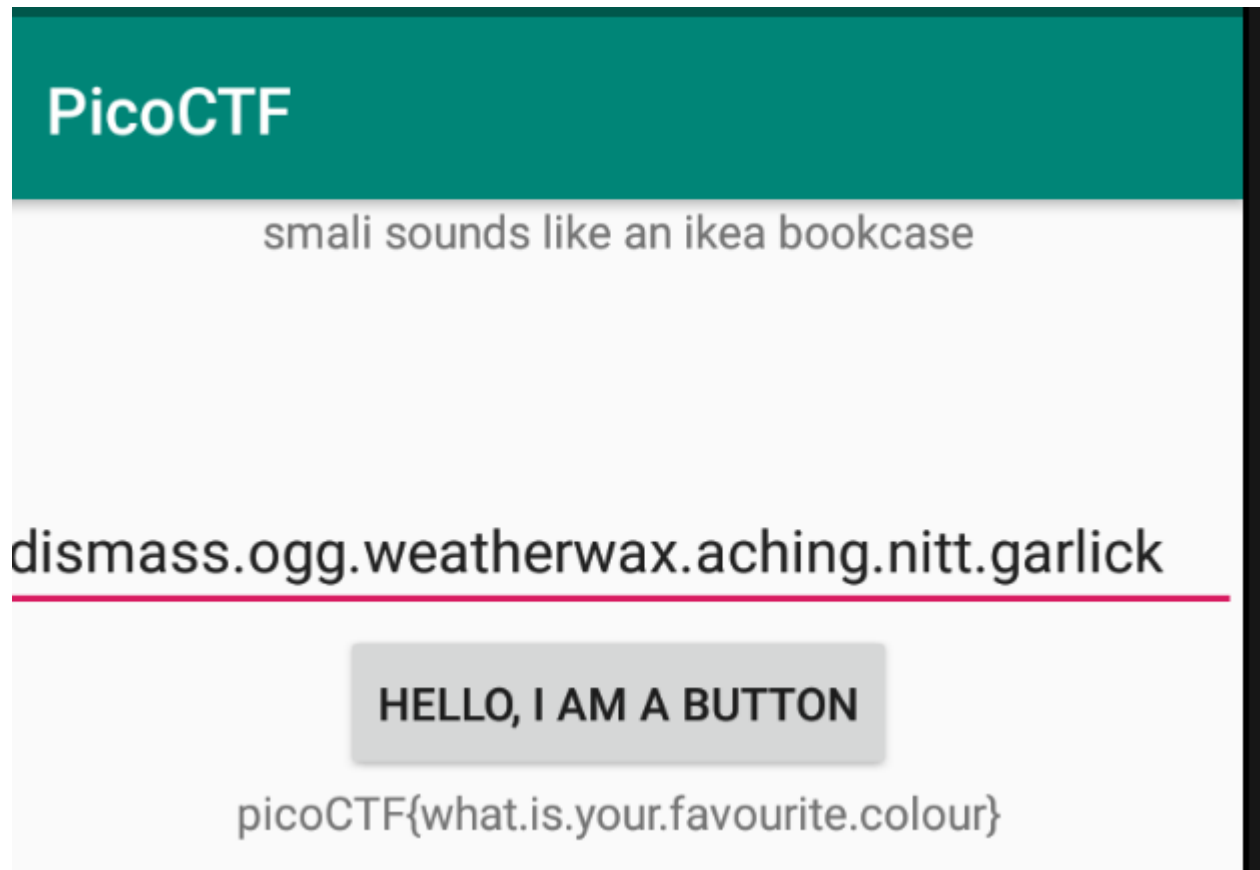 PicoCTF
smali sounds like an ikea bookcase
dismass.ogg.weatherwax.aching.nitt.garlick
HELLO, I AM A BUTTON
picoCTF{what.is.your.favourite.colour}